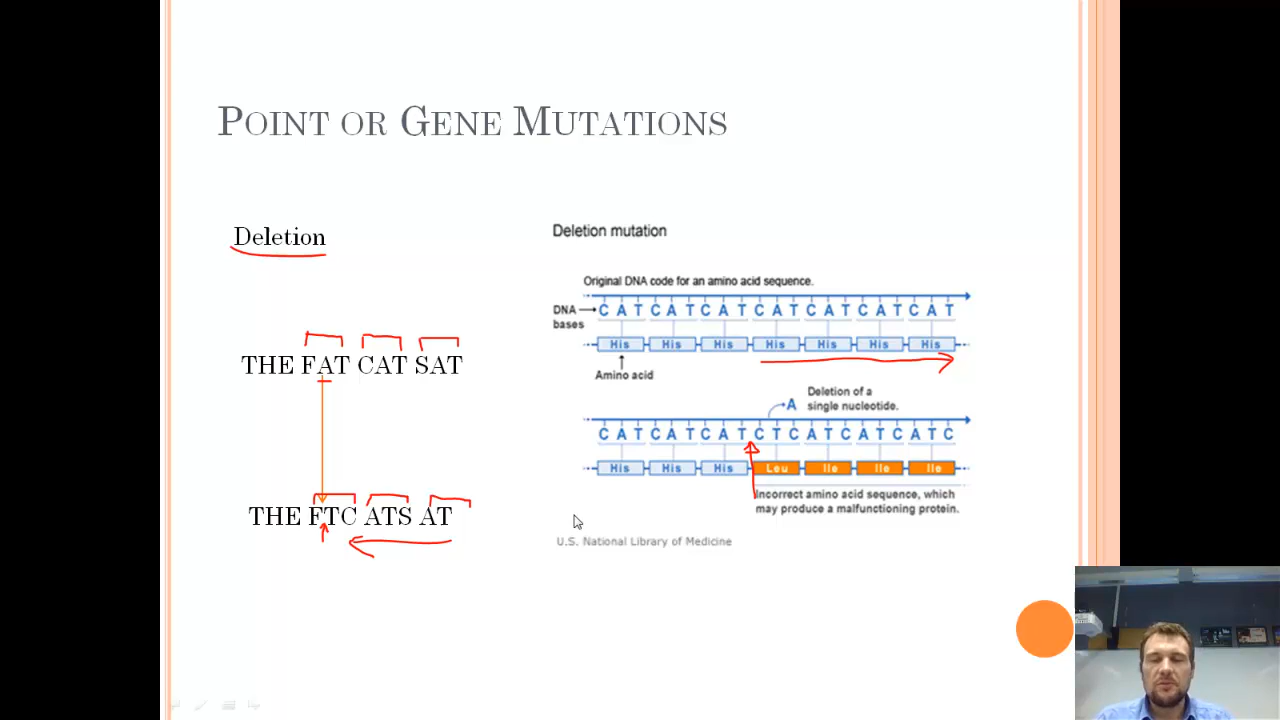 POINT OR GENE MUTATIONS
Deletion
THE FAT CAT SAT
THE FTC ATS AT
Deletion mutation
Original DNA code for an amino acid sequence.
DNA bases
C A T C A T C A T C A T C A T C A T C A T
His His His His His His His
Amino acid
A
Deletion of a
single nucleotide.
C A T C A T C A T C T C A T C A T C A T C
His His His Leu Ile Ile Ile
Incorrect amino acid sequence, which
may produce a malfunctioning protein.
U.S. National Library of Medicine